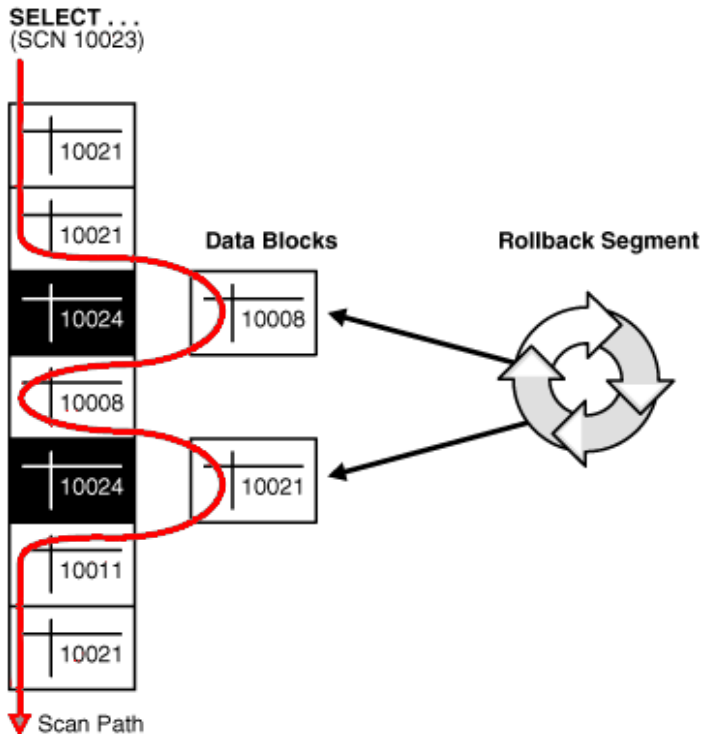 SELECT . . .
(SCN 10023)
10021
10021
Data Blocks
Rollback Segment
10024
10008
10008
10024
10021
10011
10021
Scan Path